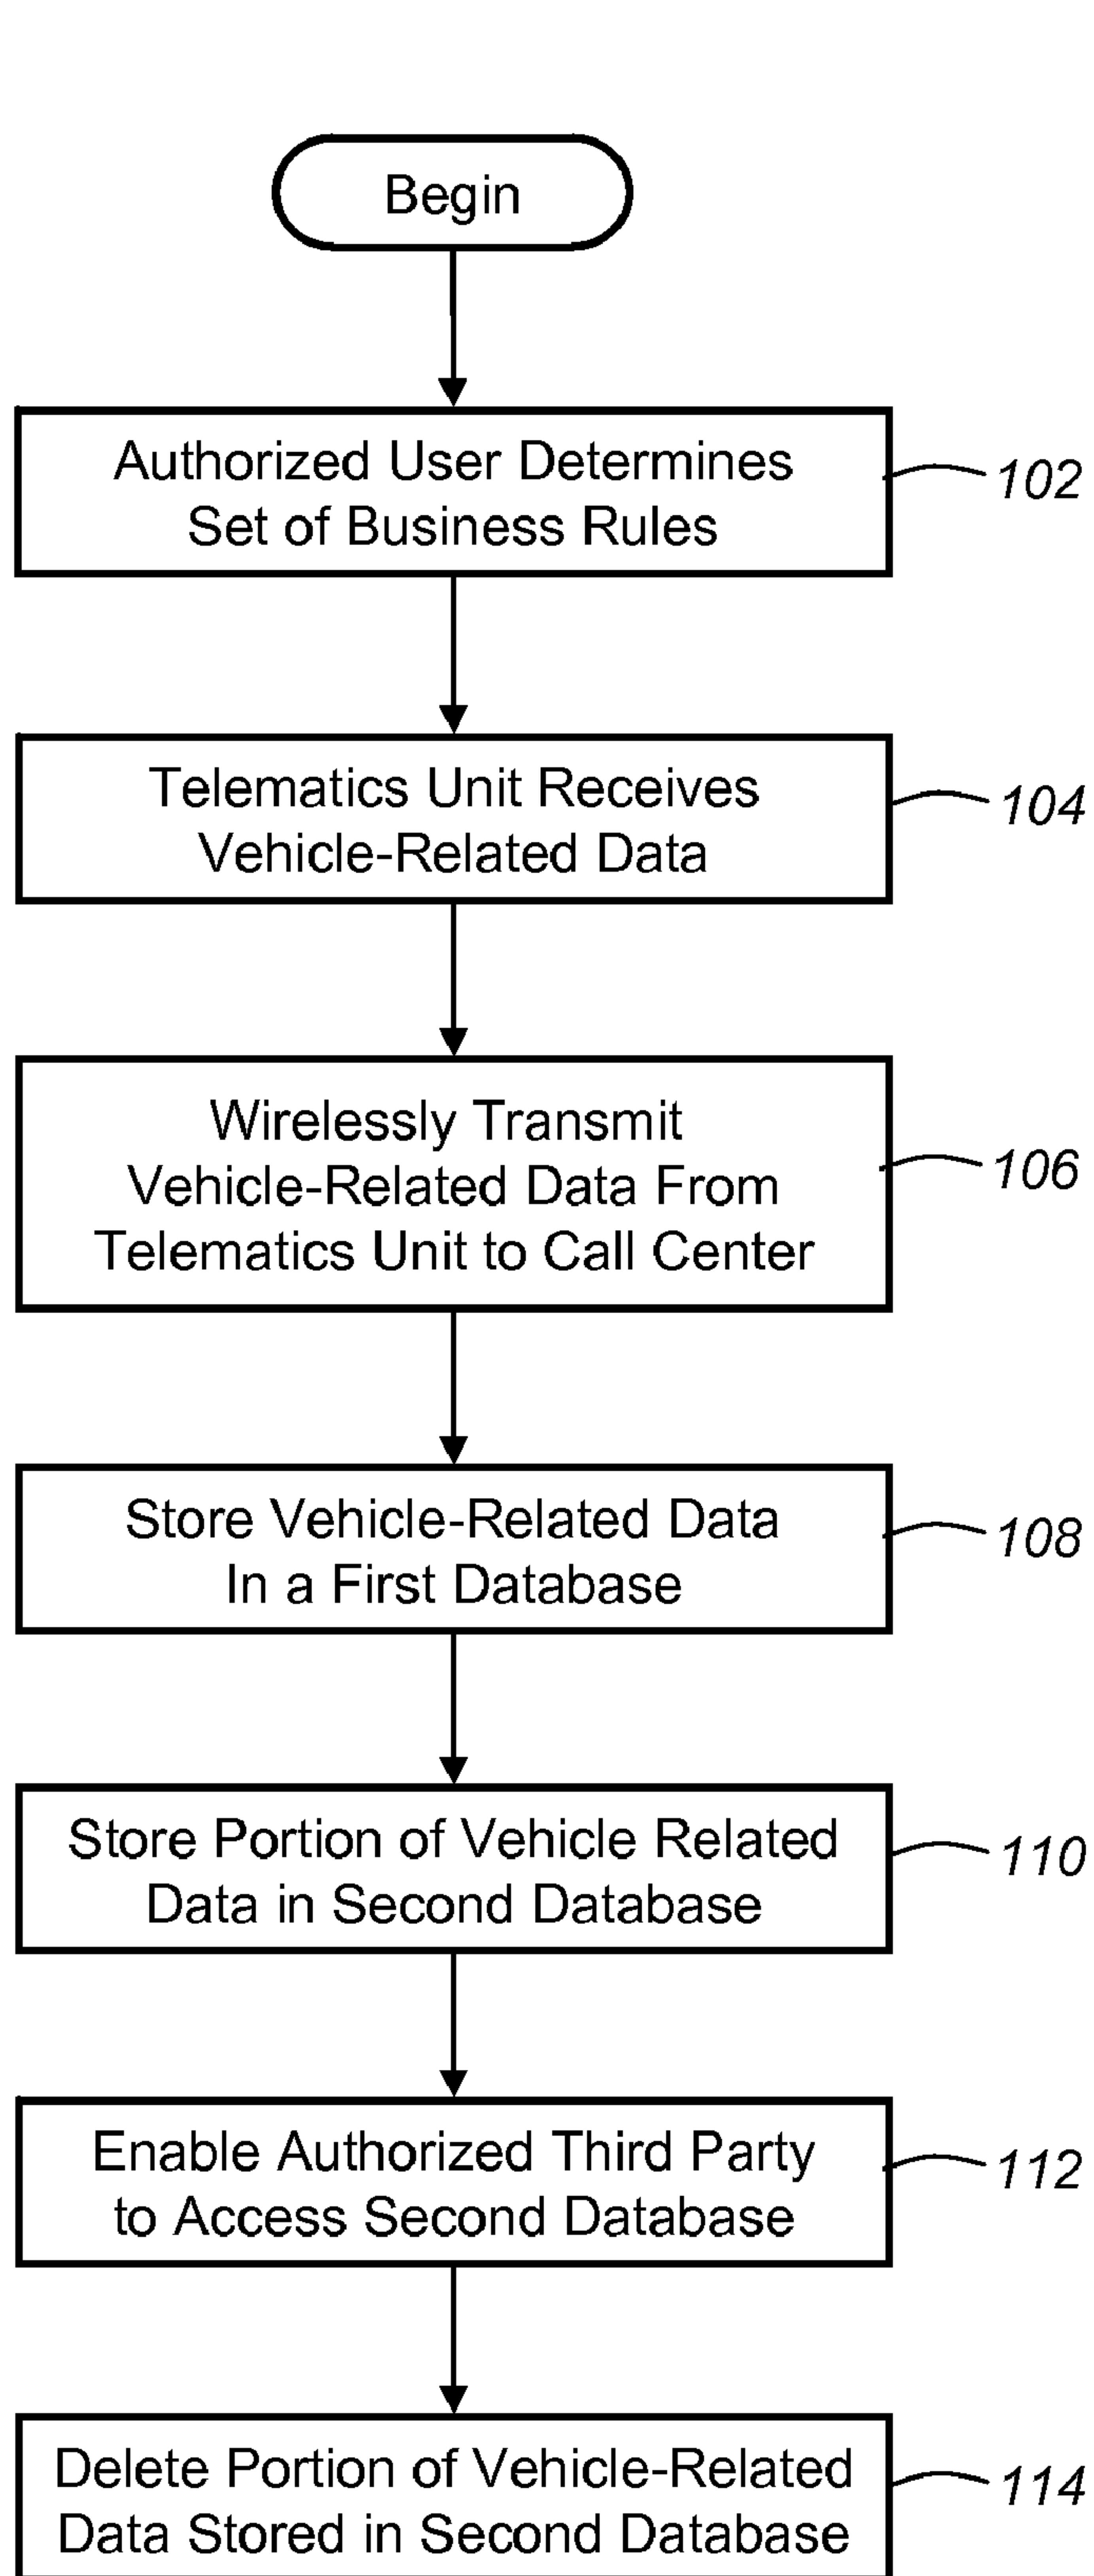 Begin
Authorized User Determines
Set of Business Rules
102
Telematics Unit Receives
Vehicle-Related Data
104
Wirelessly Transmit
Vehicle-Related Data From
Telematics Unit to Call Center
106
Store Vehicle-Related Data
In a First Database
108
Store Portion of Vehicle Related
Data in Second Database
110
Enable Authorized Third Party
to Access Second Database
112
Delete Portion of Vehicle-Related
Data Stored in Second Database
114